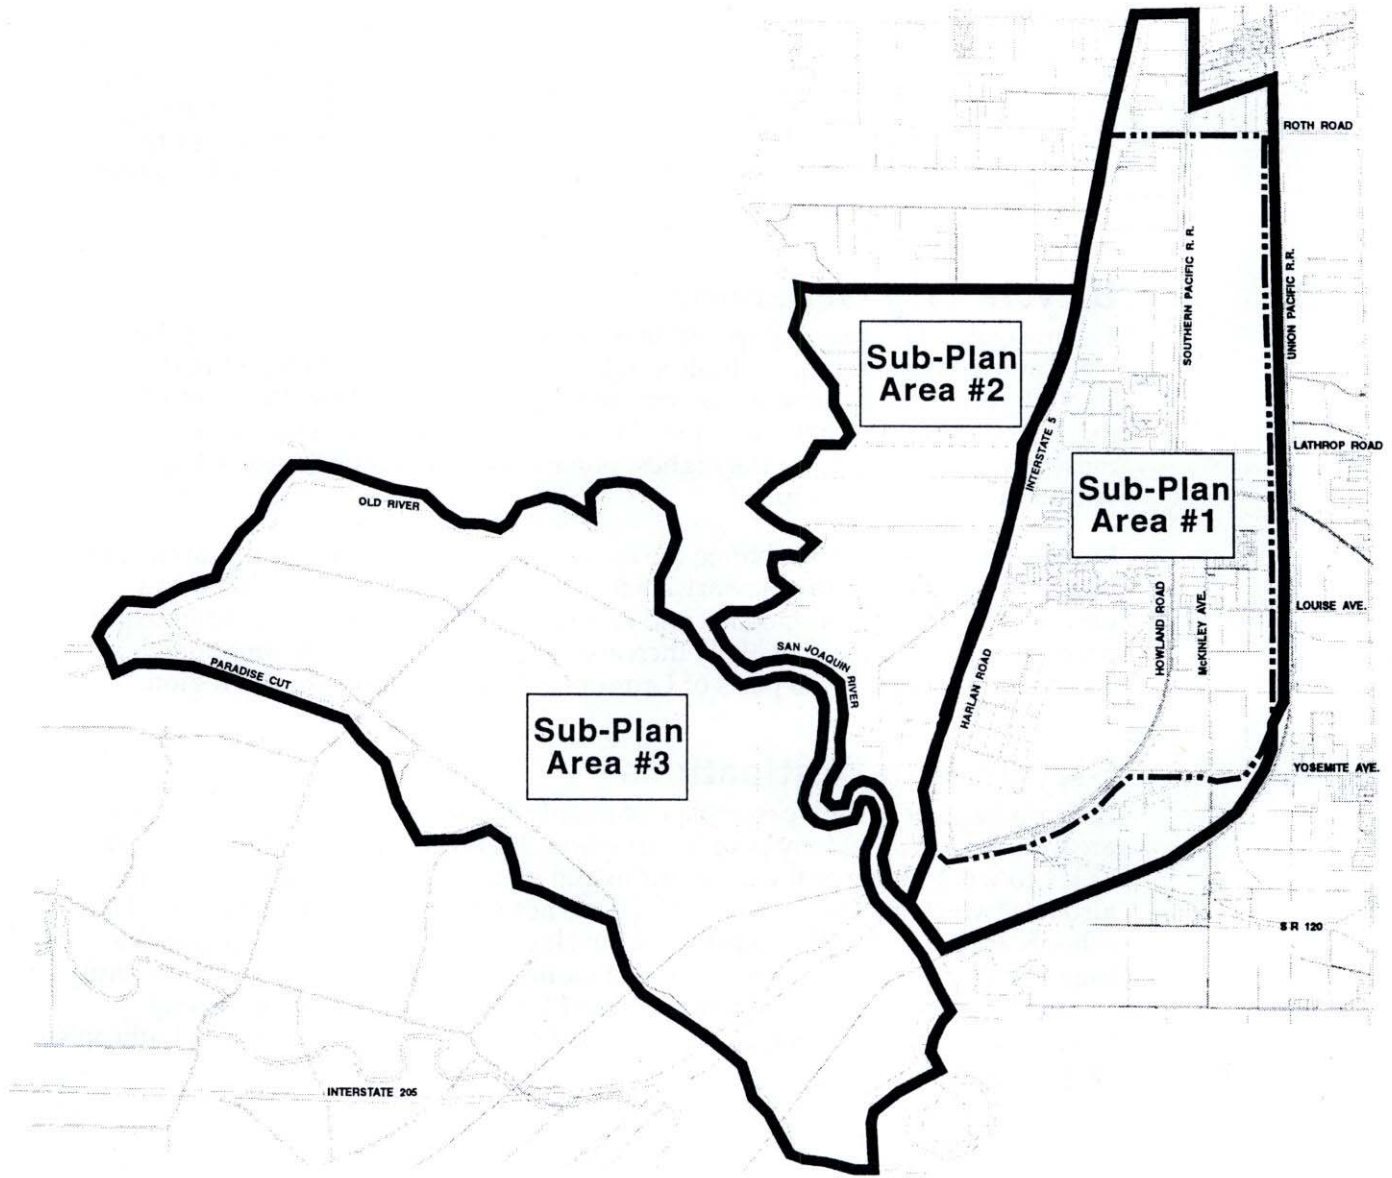 ROTH ROAD
SOUTHERN PACIFIC R. R.
UNION PACIFIC R.R.
Sub-Plan
Area #2
INTERSTATE 5
LATHROP ROAD
Sub-Plan
Area #1
OLD RIVER
HOWLAND ROAD
McKINLEY AVE.
LOUISE AVE.
SAN JOAQUIN
RIVER
PARADISE CUT
HARLAN ROAD
Sub-Plan
Area #3
YOSEMITE AVE.
S R 120
INTERSTATE 205